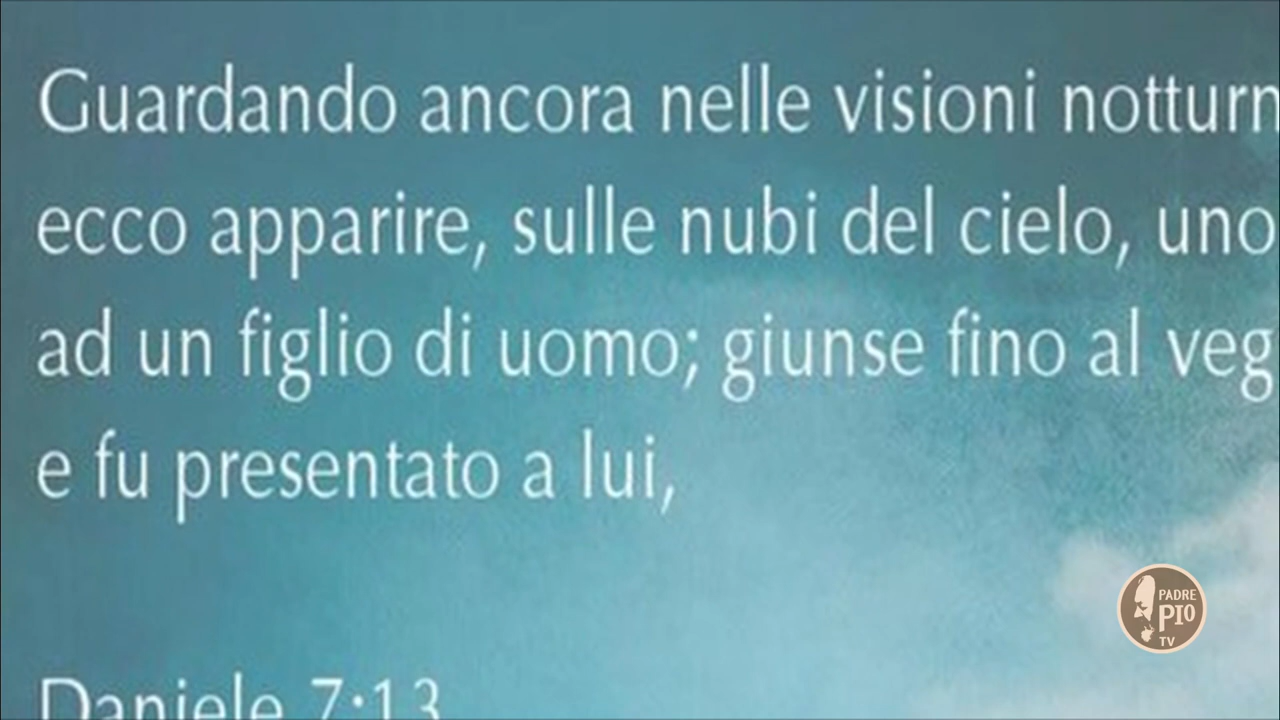 Guardando ancora nelle visioni notturn
ecco apparire, sulle nubi del cielo, uno
ad un figlio di uomo; giunse fino al veg
e fu presentato a lui,
Daniele 7:13
PADRE
PIO
TV